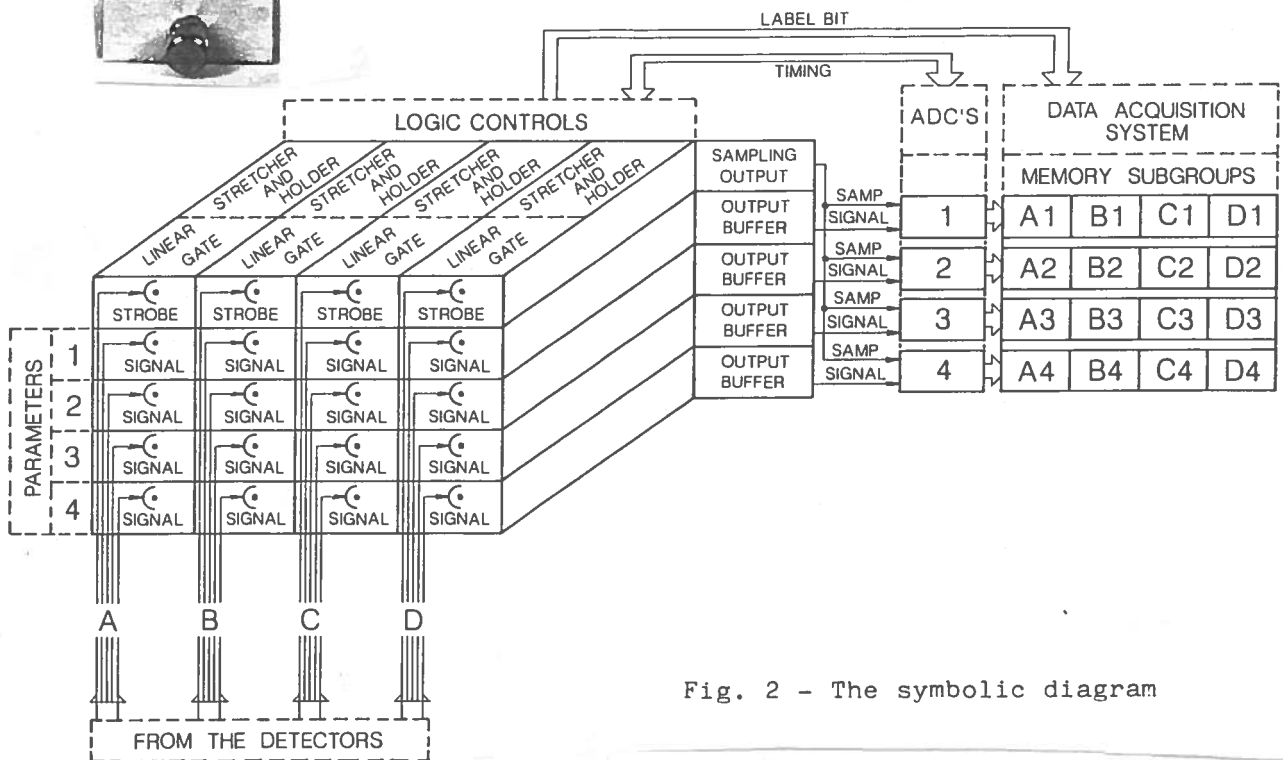 LABEL BIT
TIMING
LOGIC CONTROLS
ADC'S
DATA ACQUISITION
SYSTEM
MEMORY SUBGROUPS
STRETCHER
AND
HOLDER
STRETCHER
AND
HOLDER
STRETCHER
AND
HOLDER
STRETCHER
AND
HOLDER
LINEAR
GATE
LINEAR
GATE
LINEAR
GATE
LINEAR
GATE
SAMPLING
OUTPUT
OUTPUT
BUFFER
OUTPUT
BUFFER
OUTPUT
BUFFER
OUTPUT
BUFFER
SAMP
SIGNAL
SAMP
SIGNAL
SAMP
SIGNAL
SAMP
SIGNAL
1 A1 B1 C1 D1
2 A2 B2 C2 D2
3 A3 B3 C3 D3
4 A4 B4 C4 D4
STROBE STROBE STROBE STROBE
PARAMETERS
1 SIGNAL SIGNAL SIGNAL SIGNAL
2 SIGNAL SIGNAL SIGNAL SIGNAL
3 SIGNAL SIGNAL SIGNAL SIGNAL
4 SIGNAL SIGNAL SIGNAL SIGNAL
A B C D
FROM THE DETECTORS
Fig. 2 - The symbolic diagram